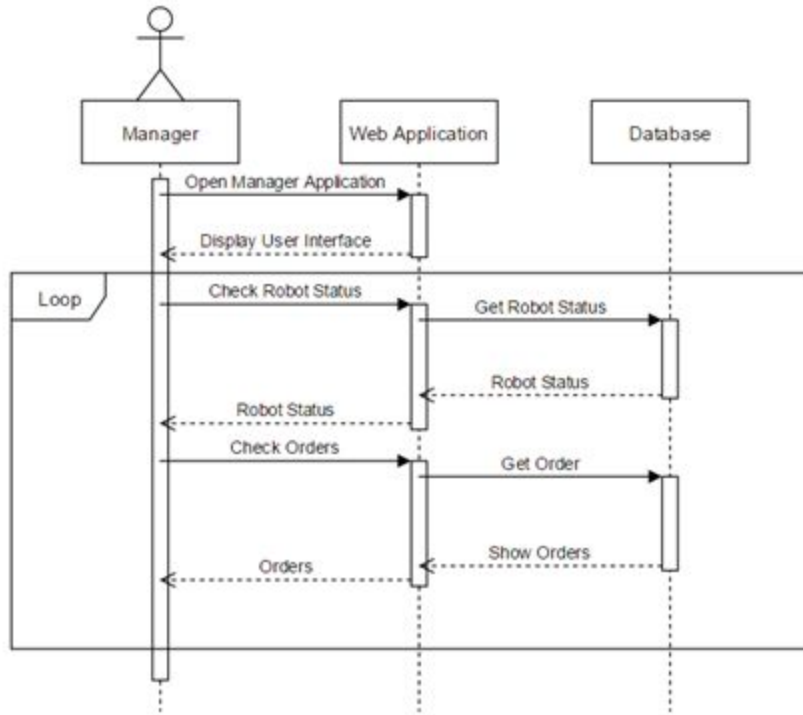 Manager
Web Application
Database
Open Manager Application
Display User Interface
Loop
Check Robot Status
Get Robot Status
Robot Status
Robot Status
Check Orders
Get Order
Show Orders
Orders